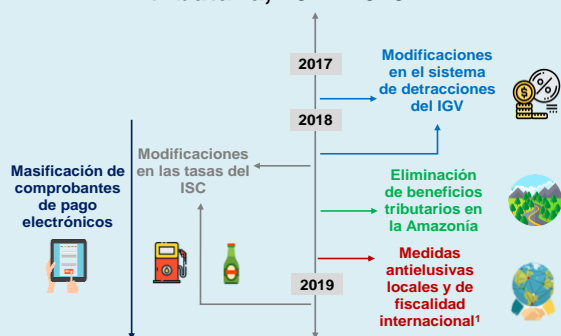 2017
Modificaciones
en el sistema
de detracciones
del IGV
2018
Modificaciones
en las tasas del
ISC
Masificación de
comprobantes
de pago
electrónicos
Eliminación
de beneficios
tributarios en
la Amazonía
Medidas
antielusivas
locales y de
fiscalidad
internacional¹
2019